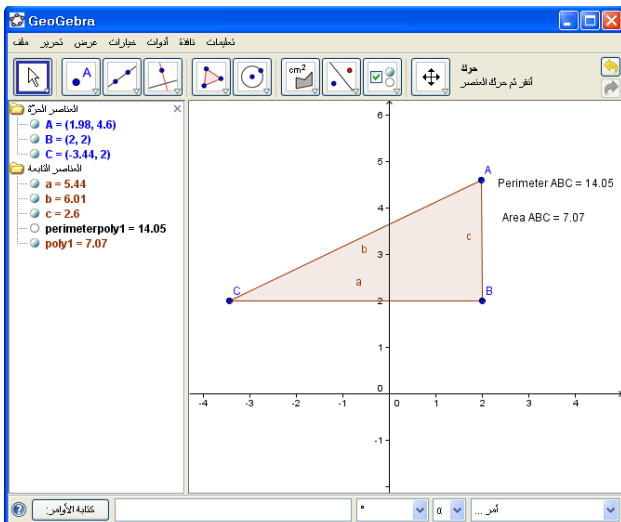 GeoGebra
ملف تحرير عرض خيارات أدوات نافذة تعليمات
A
cm²
حرك
أنقر ثم حرك العنصر
العناصر الحرّة
A = (1.98, 4.6)
B = (2, 2)
C = (-3.44, 2)
العناصر التابعة
a = 5.44
b = 6.01
c = 2.6
perimeterpoly1 = 14.05
poly1 = 7.07
6
5
A
Perimeter ABC = 14.05
4
Area ABC = 7.07
b
c
3
a
C
2
B
1
0
-4 -3 -2 -1 0 1 2 3 4
-1
كتابة الأوامر:
°
α
أمر ...